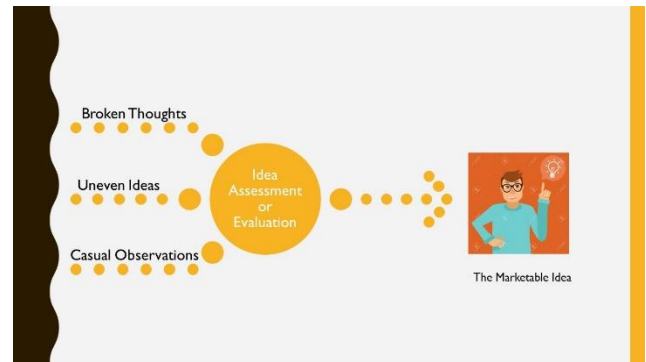 Broken Thoughts
Uneven Ideas
Casual Observations
Idea
Assessment
or
Evaluation
The Marketable Idea